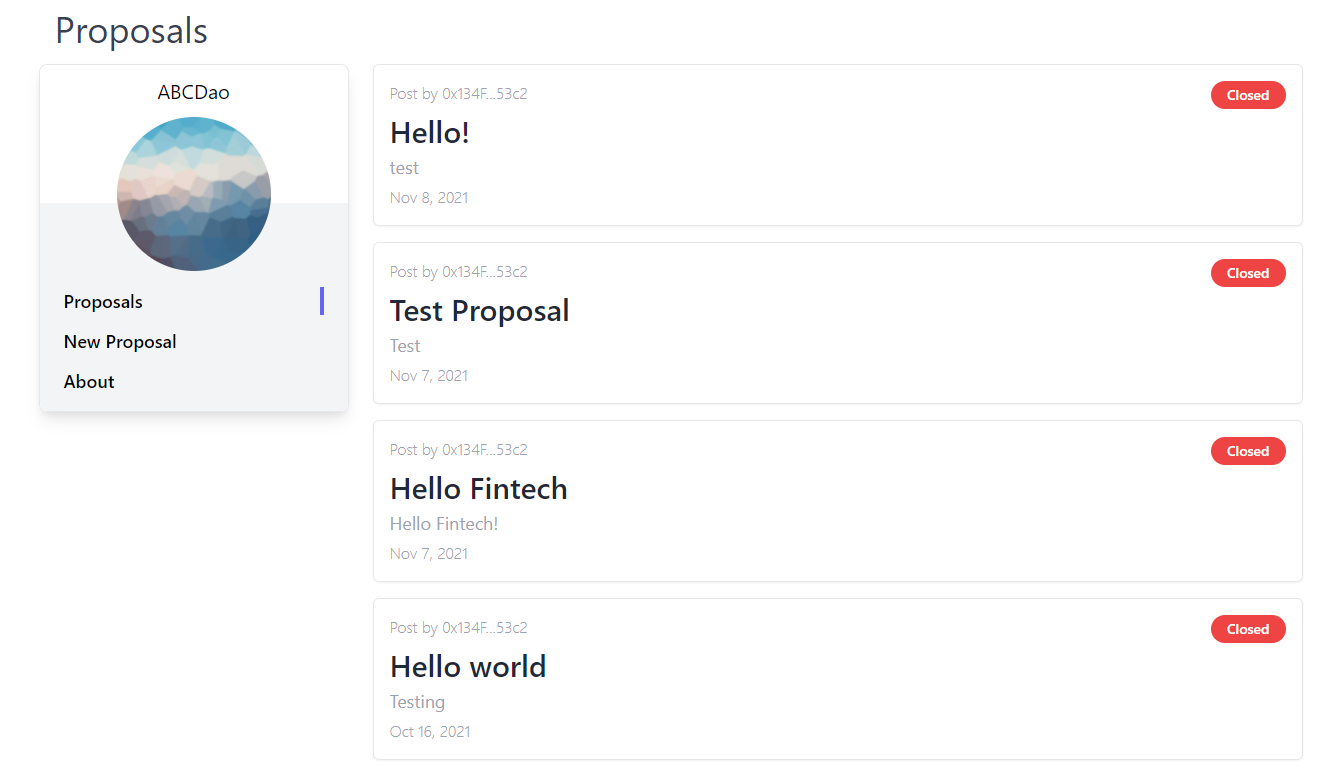 Proposals
ABCDao
Proposals
New Proposal
About
Post by 0x134F...53c2
Closed
Hello!
test
Nov 8, 2021
Post by 0x134F...53c2
Closed
Test Proposal
Test
Nov 7, 2021
Post by 0x134F...53c2
Closed
Hello Fintech
Hello Fintech!
Nov 7, 2021
Post by 0x134F...53c2
Closed
Hello world
Testing
Oct 16, 2021